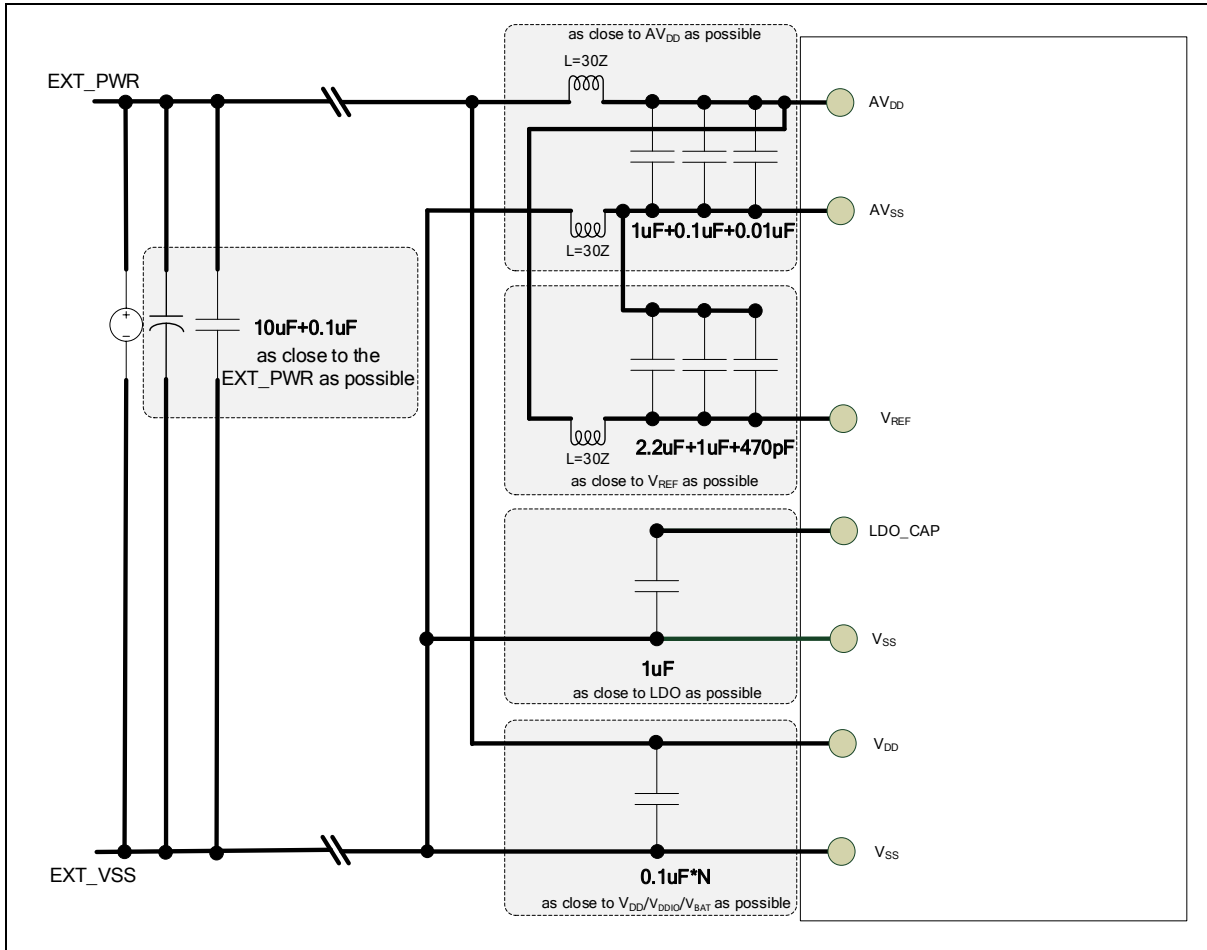 as close to AVDD as possible
L=30Z
EXT_PWR
AVDD
AVSS
L=30Z
1uF+0.1uF+0.01uF
+
-
10uF+0.1uF
as close to the
EXT_PWR as possible
VREF
L=30Z
2.2uF+1uF+470pF
as close to VREF as possible
LDO_CAP
VSS
1uF
as close to LDO as possible
VDD
VSS
EXT_VSS
0.1uF*N
as close to VDD/VDDIO/VBAT as possible